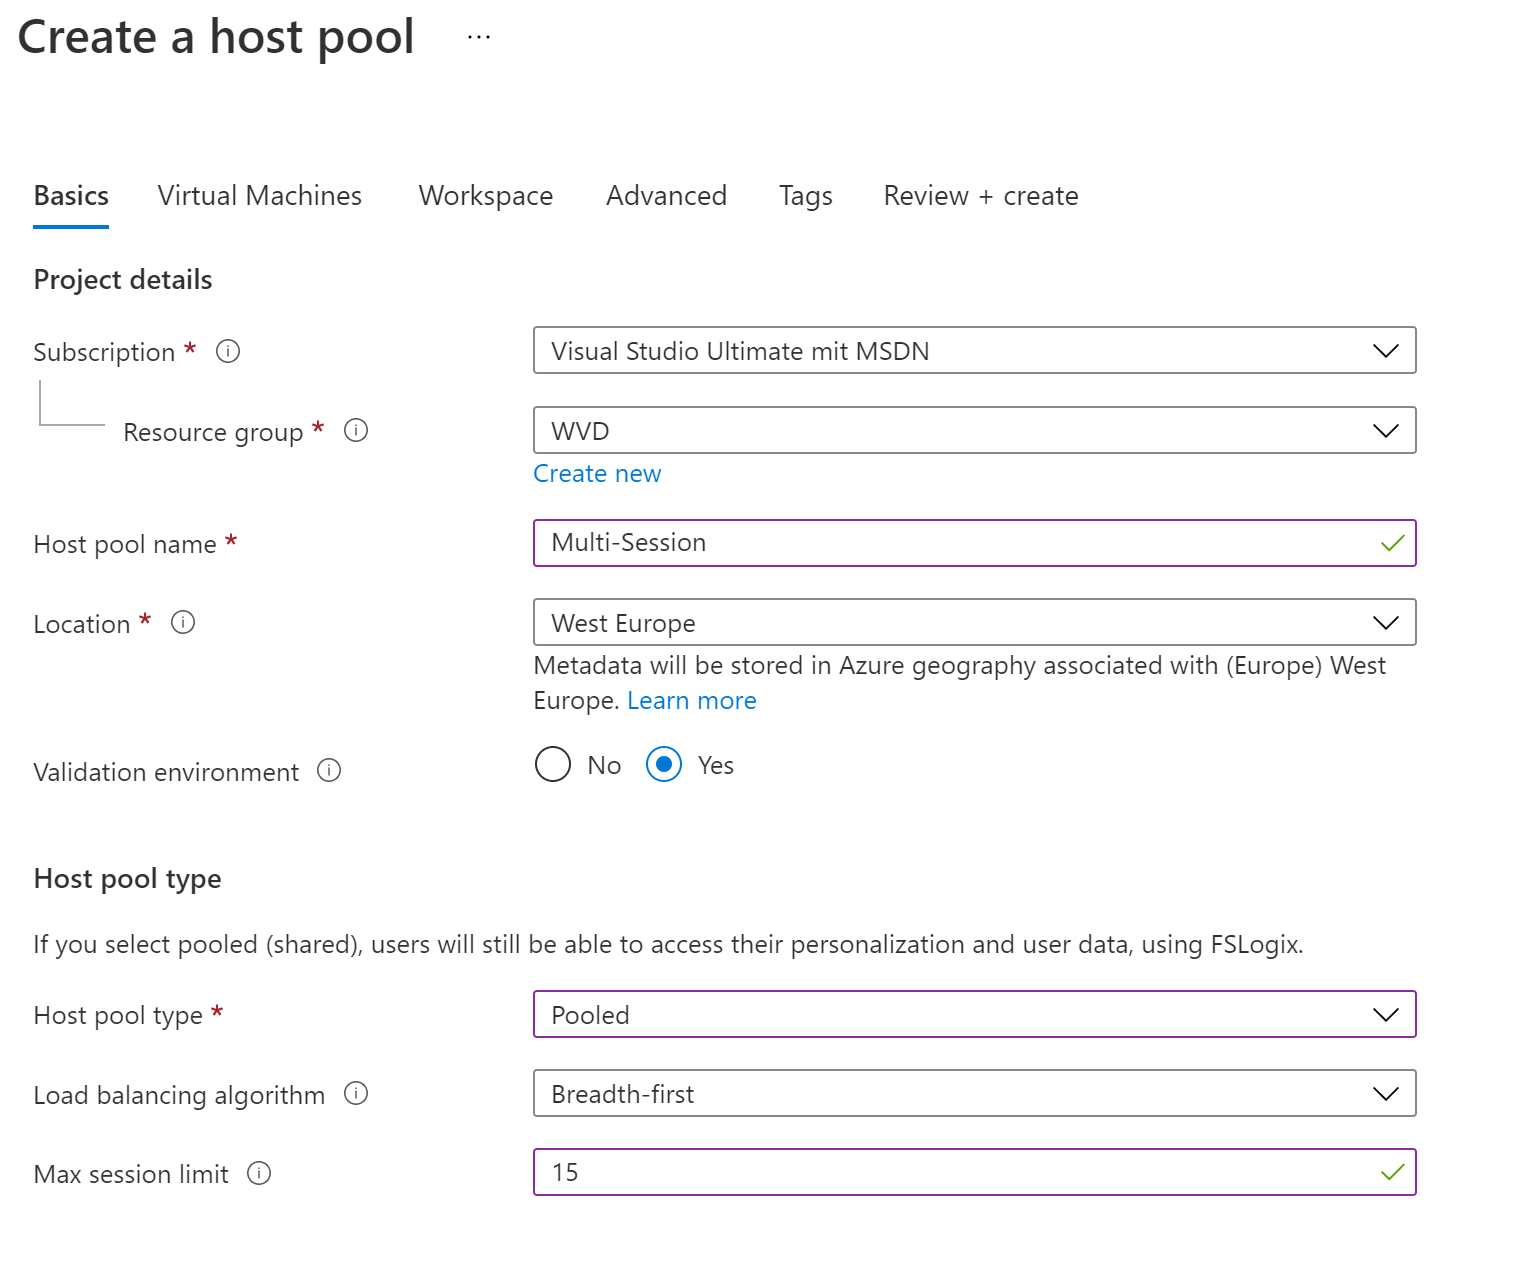 Create a host pool ...
Basics Virtual Machines Workspace Advanced Tags Review + create
Project details
Subscription * Visual Studio Ultimate mit MSDN
Resource group * WVD
Create new
Host pool name * Multi-Session
Location * West Europe
Metadata will be stored in Azure geography associated with (Europe) West
Europe. Learn more
Validation environment No Yes
Host pool type
If you select pooled (shared), users will still be able to access their personalization and user data, using FSLogix.
Host pool type * Pooled
Load balancing algorithm Breadth-first
Max session limit 15